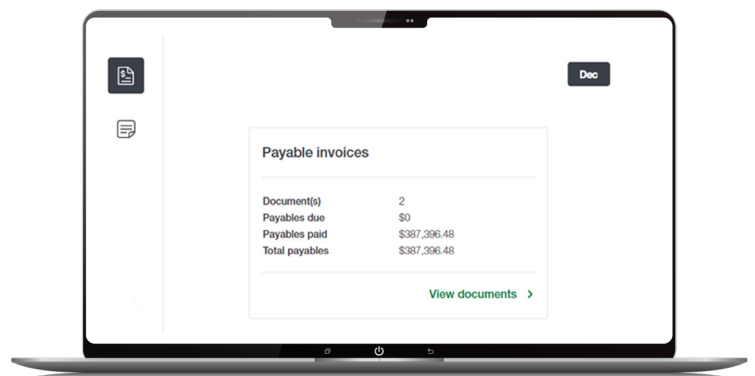 Dec
Payable invoices
Document(s) 2
Payables due $0
Payables paid $387,396.48
Total payables $387,396.48
View documents